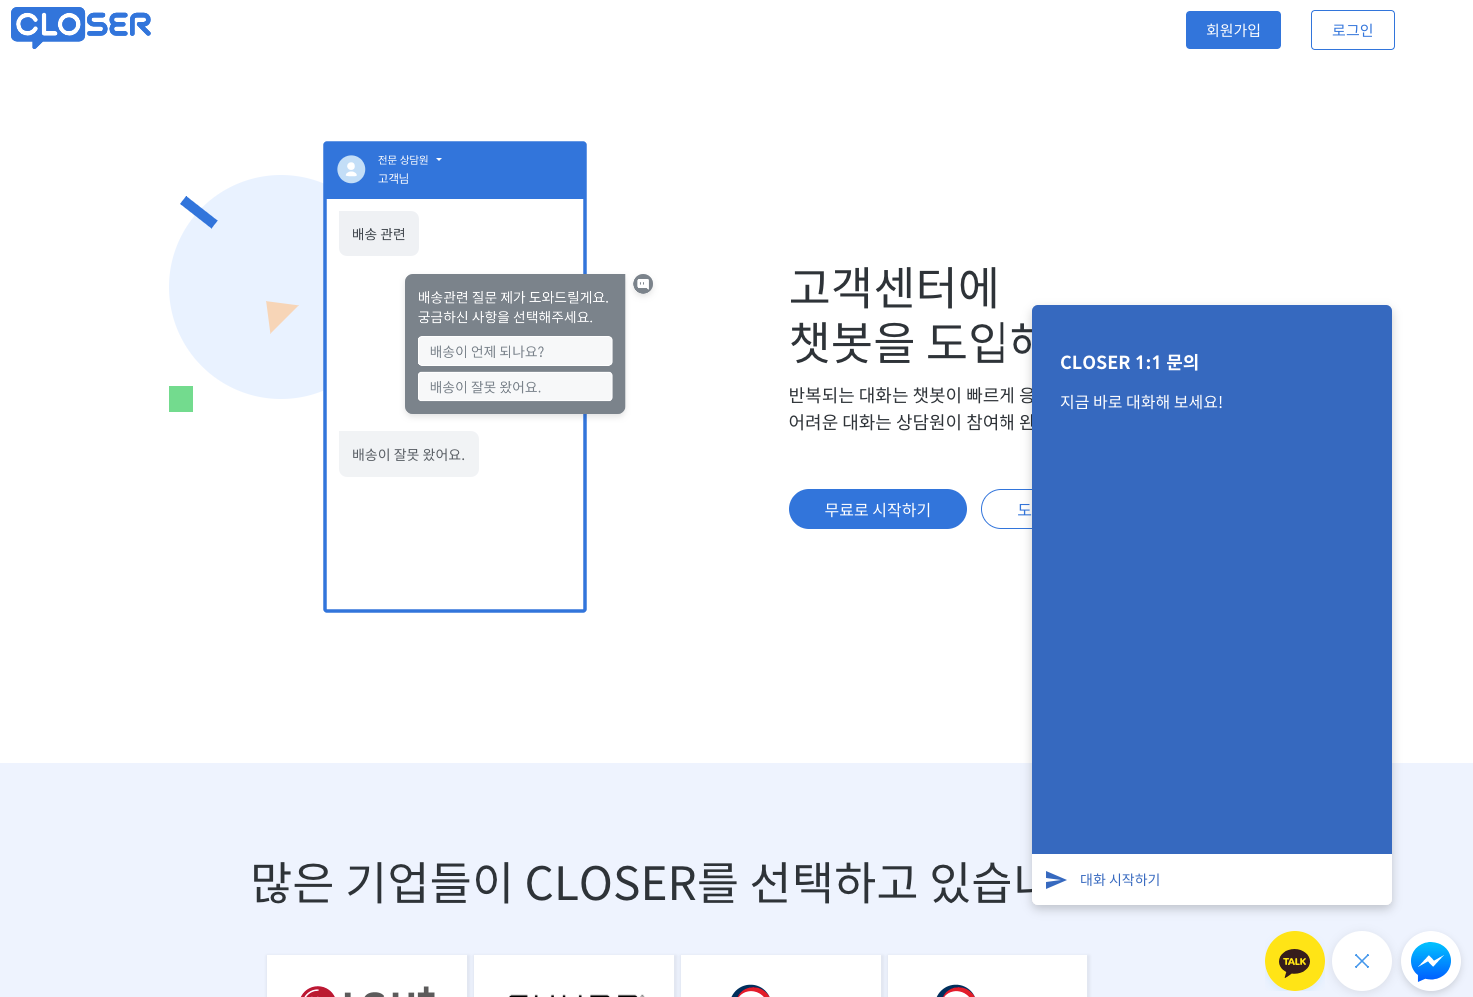 CLOSER
회원가입
로그인
전문 상담원
고객님
배송 관련
배송관련 질문 제가 도와드릴게요.
궁금하신 사항을 선택해주세요.
배송이 언제 되나요?
배송이 잘못 왔어요.
배송이 잘못 왔어요.
고객센터에
챗봇을 도입
반복되는 대화는 챗봇이 빠르게 응
어려운 대화는 상담원이 참여해
무료로 시작하기
도
CLOSER 1:1 문의
지금 바로 대화해 보세요!
대화 시작하기
많은 기업들이 CLOSER를 선택하고 있습
TALK